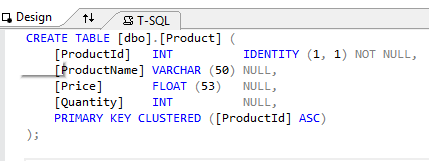 Design T-SQL
CREATE TABLE [dbo].[Product] (
[ProductId] INT IDENTITY (1, 1) NOT NULL,
[ProductName] VARCHAR (50) NULL,
[Price] FLOAT (53) NULL,
[Quantity] INT NULL,
PRIMARY KEY CLUSTERED ([ProductId] ASC)
);